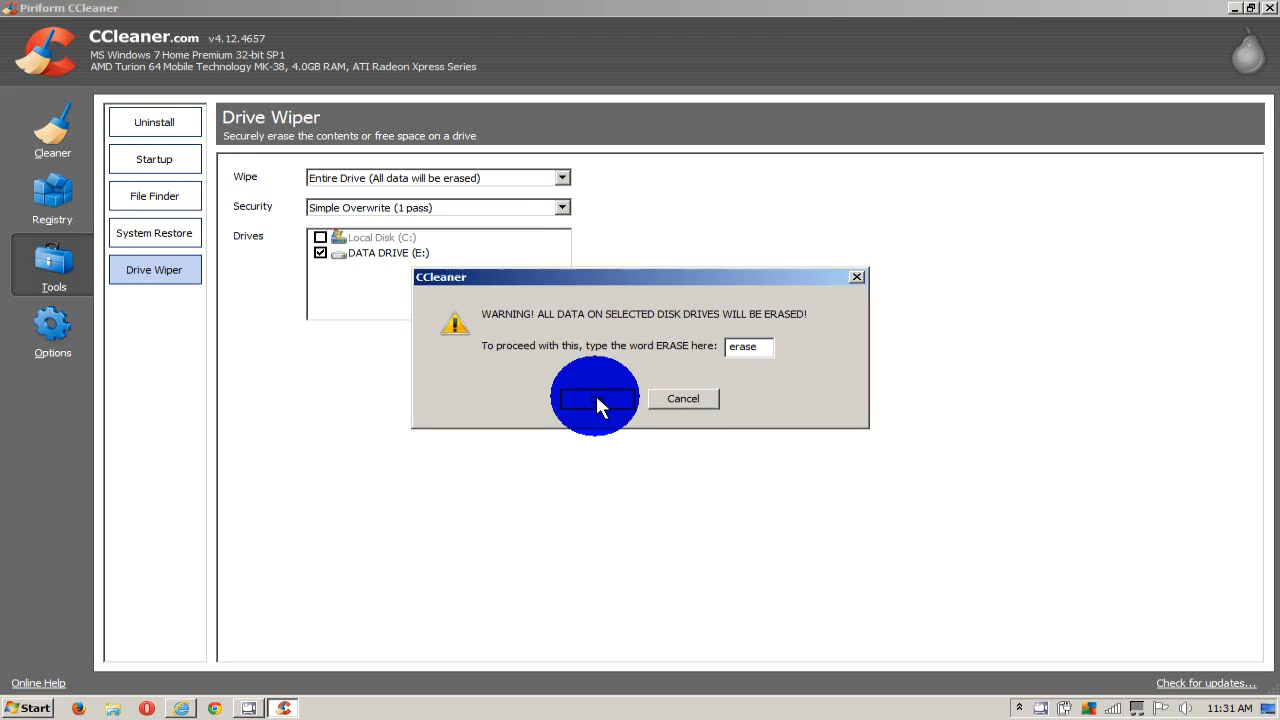 Piriform CCleaner
CCleaner.com v4.12.4657
MS Windows 7 Home Premium 32-bit SP1
AMD Turion 64 Mobile Technology MK-38, 4.0GB RAM, ATI Radeon Xpress Series
Cleaner
Registry
Tools
Options
Uninstall
Startup
File Finder
System Restore
Drive Wiper
Drive Wiper
Securely erase the contents or free space on a drive
Wipe Entire Drive (All data will be erased)
Security Simple Overwrite (1 pass)
Drives Local Disk (C:)
DATA DRIVE (E:)
CCleaner
WARNING! ALL DATA ON SELECTED DISK DRIVES WILL BE ERASED!
To proceed with this, type the word ERASE here: erase
Cancel
Online Help
Check for updates...
Start
11:31 AM